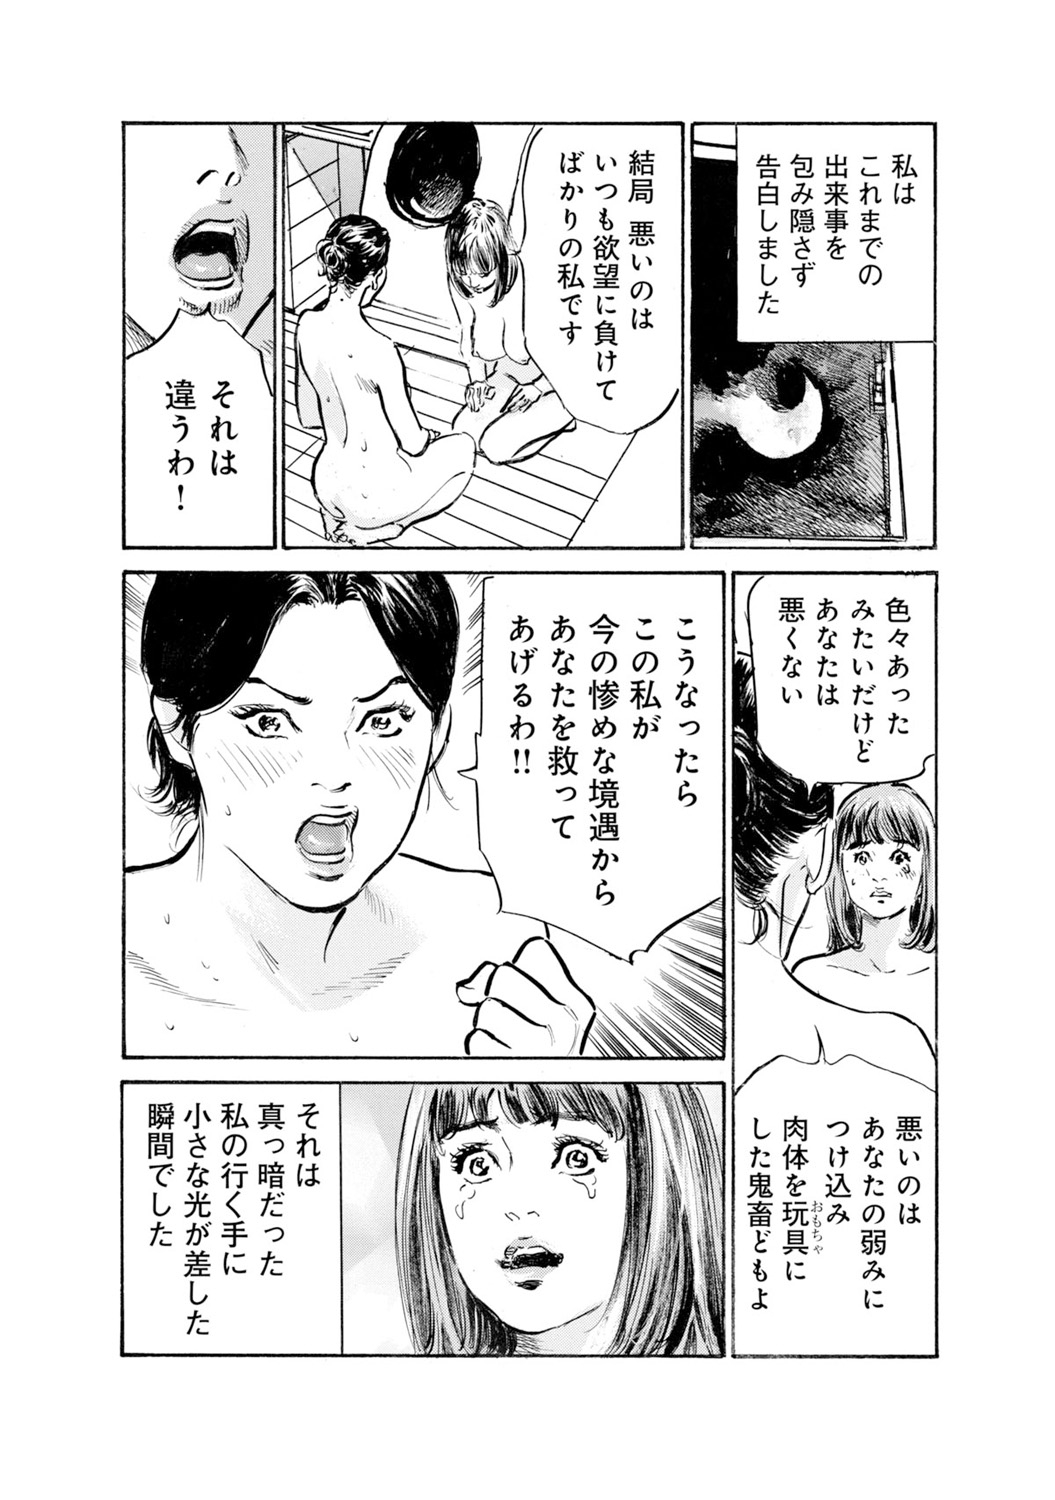 私は
これまでの
出来事を
包み隠さず
告白しました
結局 悪いのは
いつも欲望に負けて
ばかりの私です
それは
違うわ！
色々あった
みたいだけど
あなたは
悪くない
悪いのは
あなたの弱みに
つけ込み
肉体を玩具に
おもちゃ
した鬼畜どもよ
こうなったら
この私が
今の惨めな境遇から
あなたを救って
あげるわ!!
それは
真っ暗だった
私の行く手に
小さな光が差した
瞬間でした